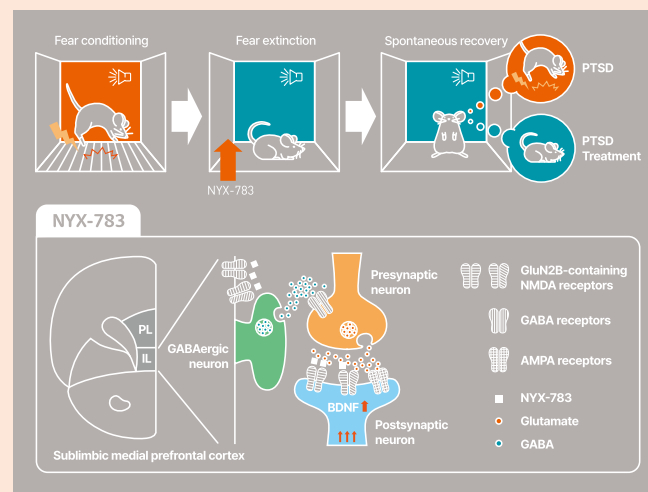 Fear conditioning
Fear extinction
Spontaneous recovery
PTSD
PTSD
Treatment
NYX-783
NYX-783
PL
IL
GABAergic
neuron
Presynaptic
neuron
BDNF
Postsynaptic
neuron
Sublimbic medial prefrontal cortex
GluN2B-containing
NMDA receptors
GABA receptors
AMPA receptors
NYX-783
Glutamate
GABA